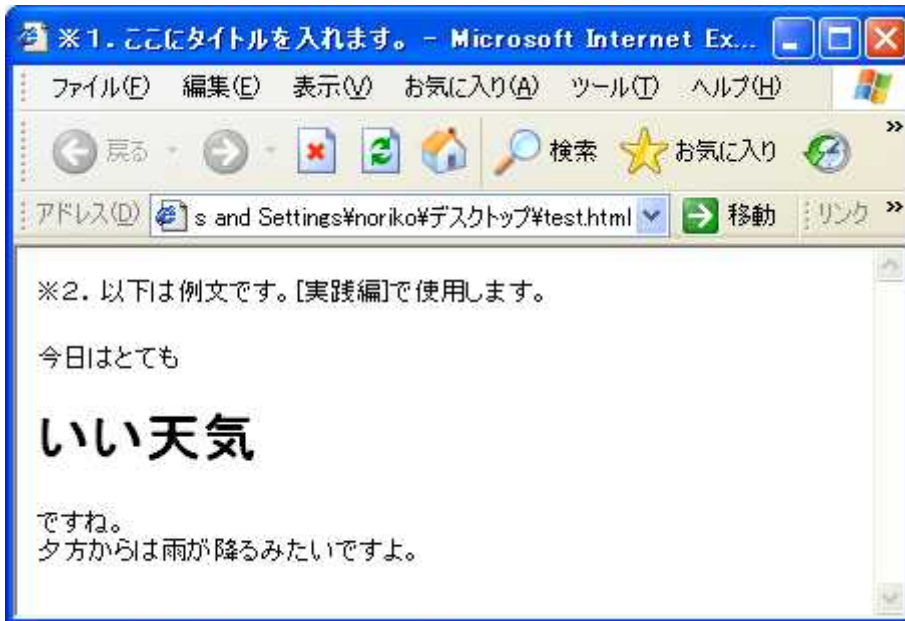 ※1. ここにタイトルを入れます。 - Microsoft Internet Ex...
ファイル(F) 編集(E) 表示(V) お気に入り(A) ツール(T) ヘルプ(H)
戻る 検索 お気に入り »
アドレス(D) s and Settings¥noriko¥デスクトップ¥test.html 移動 リンク »
※2. 以下は例文です。[実践編]で使用します。
今日はとても
いい天気
ですね。
夕方からは雨が降るみたいですよ。